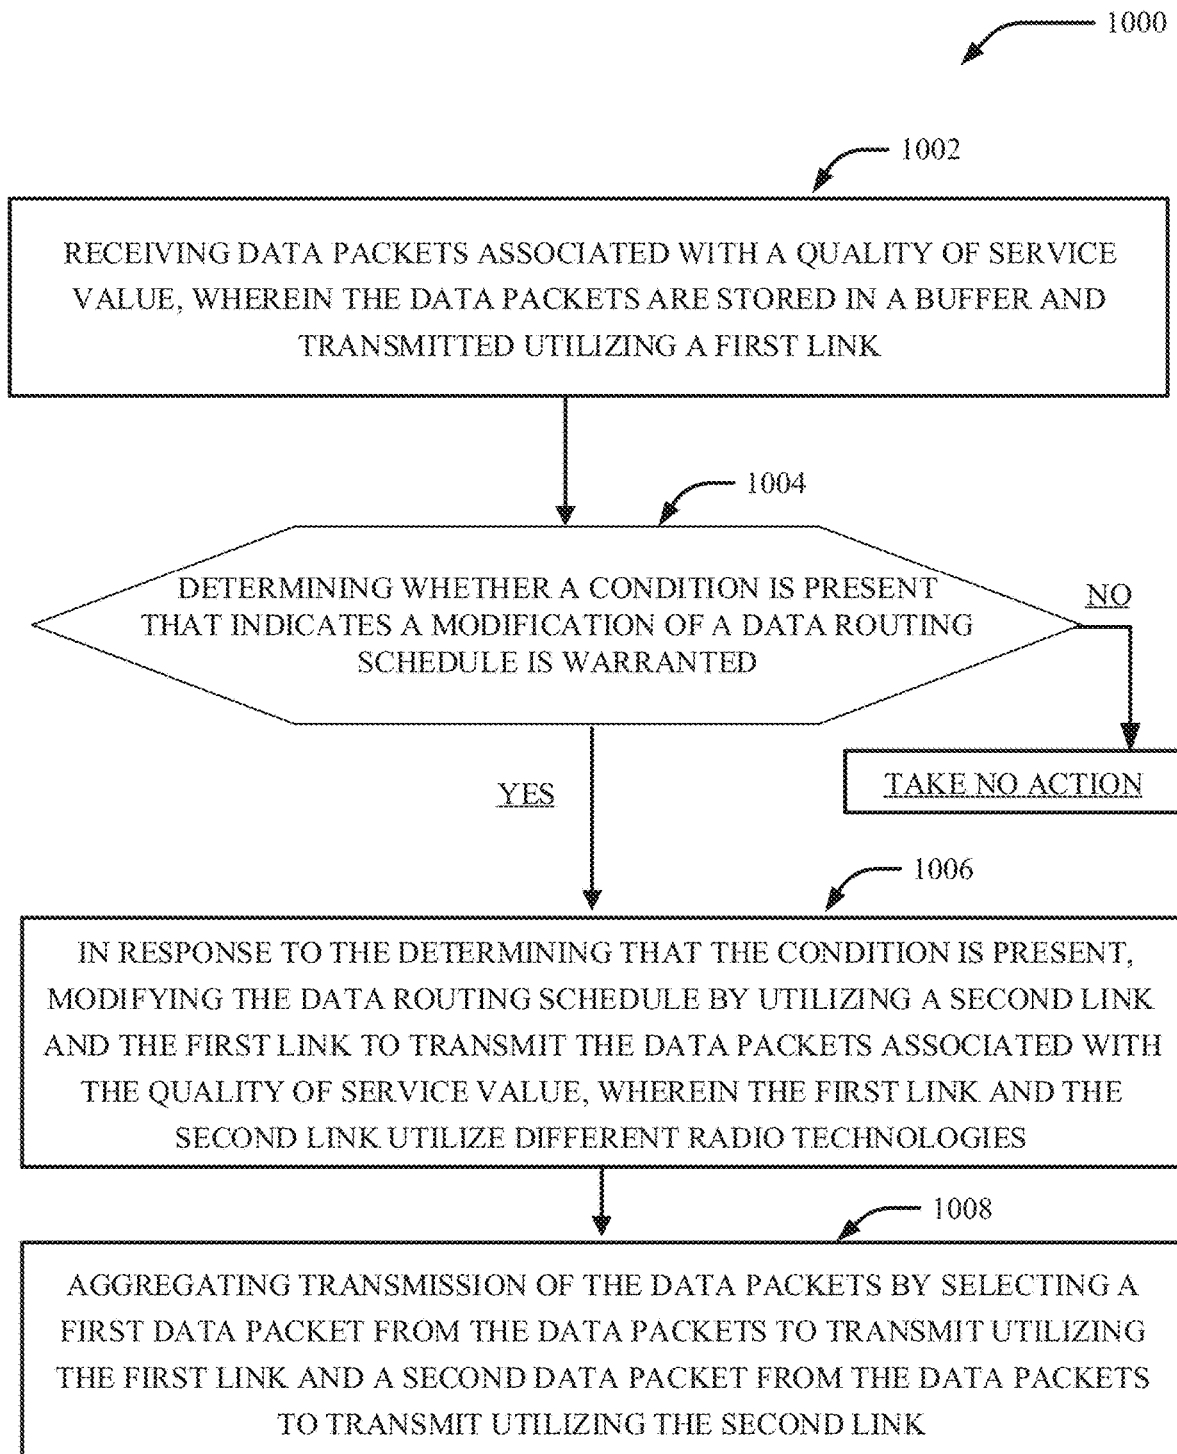 1000
1002
RECEIVING DATA PACKETS ASSOCIATED WITH A QUALITY OF SERVICE
VALUE, WHEREIN THE DATA PACKETS ARE STORED IN A BUFFER AND
TRANSMITTED UTILIZING A FIRST LINK
1004
DETERMINING WHETHER A CONDITION IS PRESENT
THAT INDICATES A MODIFICATION OF A DATA ROUTING
SCHEDULE IS WARRANTED
NO
TAKE NO ACTION
YES
1006
IN RESPONSE TO THE DETERMINING THAT THE CONDITION IS PRESENT,
MODIFYING THE DATA ROUTING SCHEDULE BY UTILIZING A SECOND LINK
AND THE FIRST LINK TO TRANSMIT THE DATA PACKETS ASSOCIATED WITH
THE QUALITY OF SERVICE VALUE, WHEREIN THE FIRST LINK AND THE
SECOND LINK UTILIZE DIFFERENT RADIO TECHNOLOGIES
1008
AGGREGATING TRANSMISSION OF THE DATA PACKETS BY SELECTING A
FIRST DATA PACKET FROM THE DATA PACKETS TO TRANSMIT UTILIZING
THE FIRST LINK AND A SECOND DATA PACKET FROM THE DATA PACKETS
TO TRANSMIT UTILIZING THE SECOND LINK